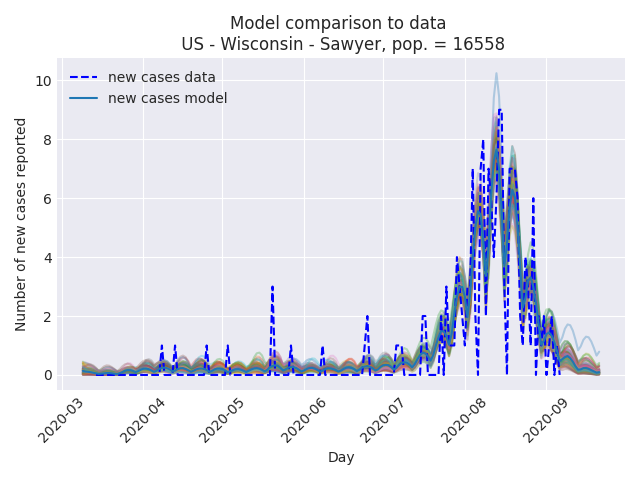 Model comparison to data
US - Wisconsin - Sawyer, pop. = 16558
new cases data
new cases model
Number of new cases reported
10
8
6
4
2
0
2020-03
2020-04
2020-05
2020-06
2020-07
2020-08
2020-09
Day